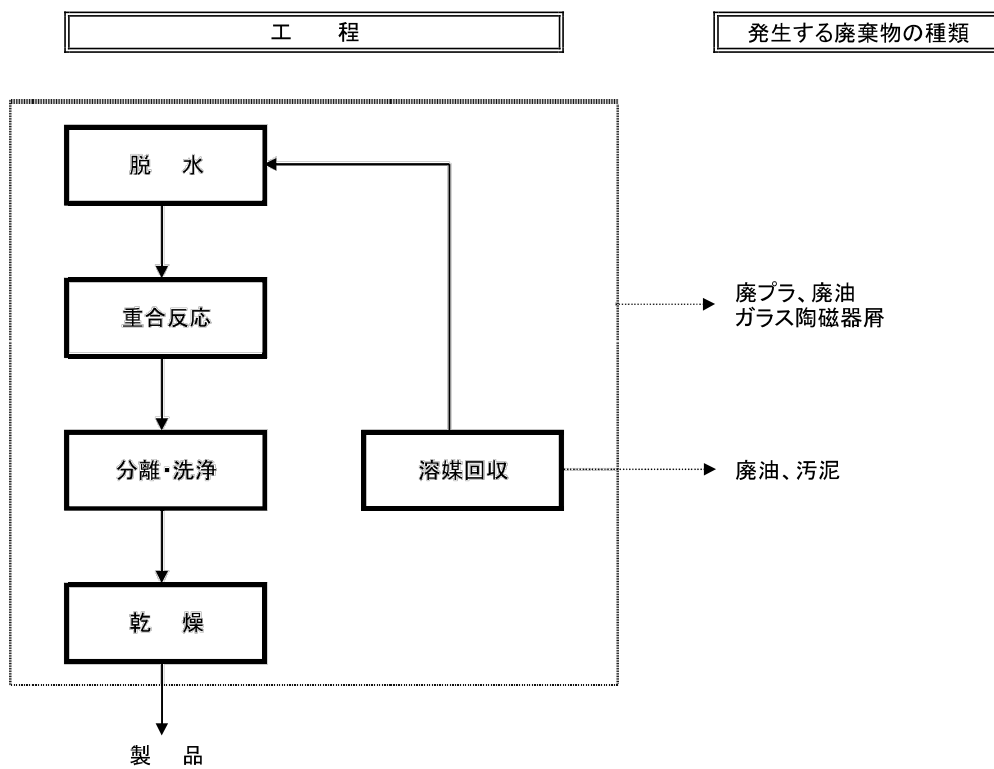 工　程
発生する廃棄物の種類
脱　水
重合反応
廃プラ、廃油
ガラス陶磁器屑
分離・洗浄
溶媒回収
廃油、汚泥
乾　燥
製　品